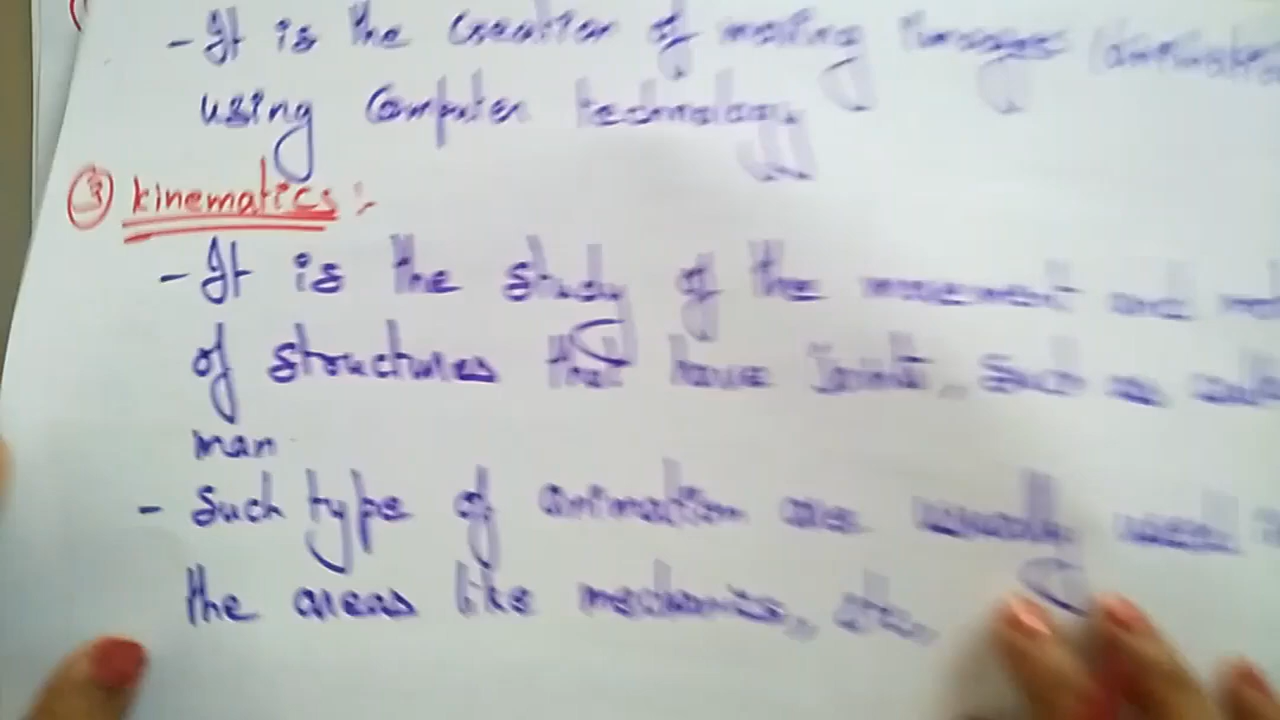 - It is the creation of moving images (animation
using Computer technology
③ kinematics :-
- It is the study of the movement and
of structures that have joints, such as
man
- Such type of animation are usually used
the areas like mechanics, etc,